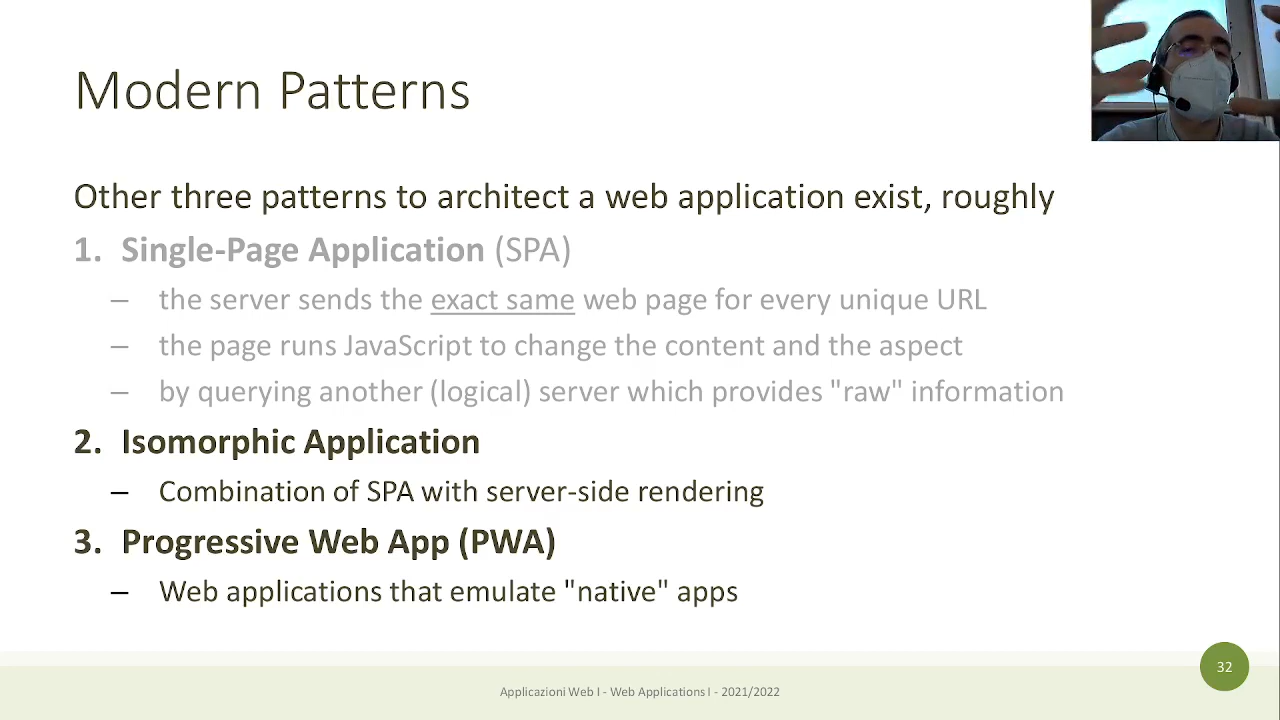 Modern Patterns
Other three patterns to architect a web application exist, roughly
1. Single-Page Application (SPA)
– the server sends the exact same web page for every unique URL
– the page runs JavaScript to change the content and the aspect
– by querying another (logical) server which provides "raw" information
2. Isomorphic Application
– Combination of SPA with server-side rendering
3. Progressive Web App (PWA)
– Web applications that emulate "native" apps
32
Applicazioni Web I - Web Applications I - 2021/2022